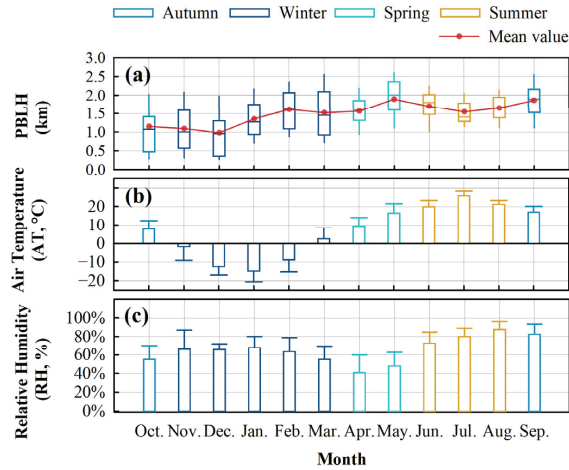 Autumn Winter Spring Summer
Mean value
(a)
PBLH
(km)
3.0
2.5
2.0
1.5
1.0
0.5
0.0
(b)
Air Temperature
(AT, °C)
20
10
0
−10
−20
(c)
Relative Humidity
(RH, %)
100%
80%
60%
40%
20%
0%
Oct. Nov. Dec. Jan. Feb. Mar. Apr. May. Jun. Jul. Aug. Sep.
Month